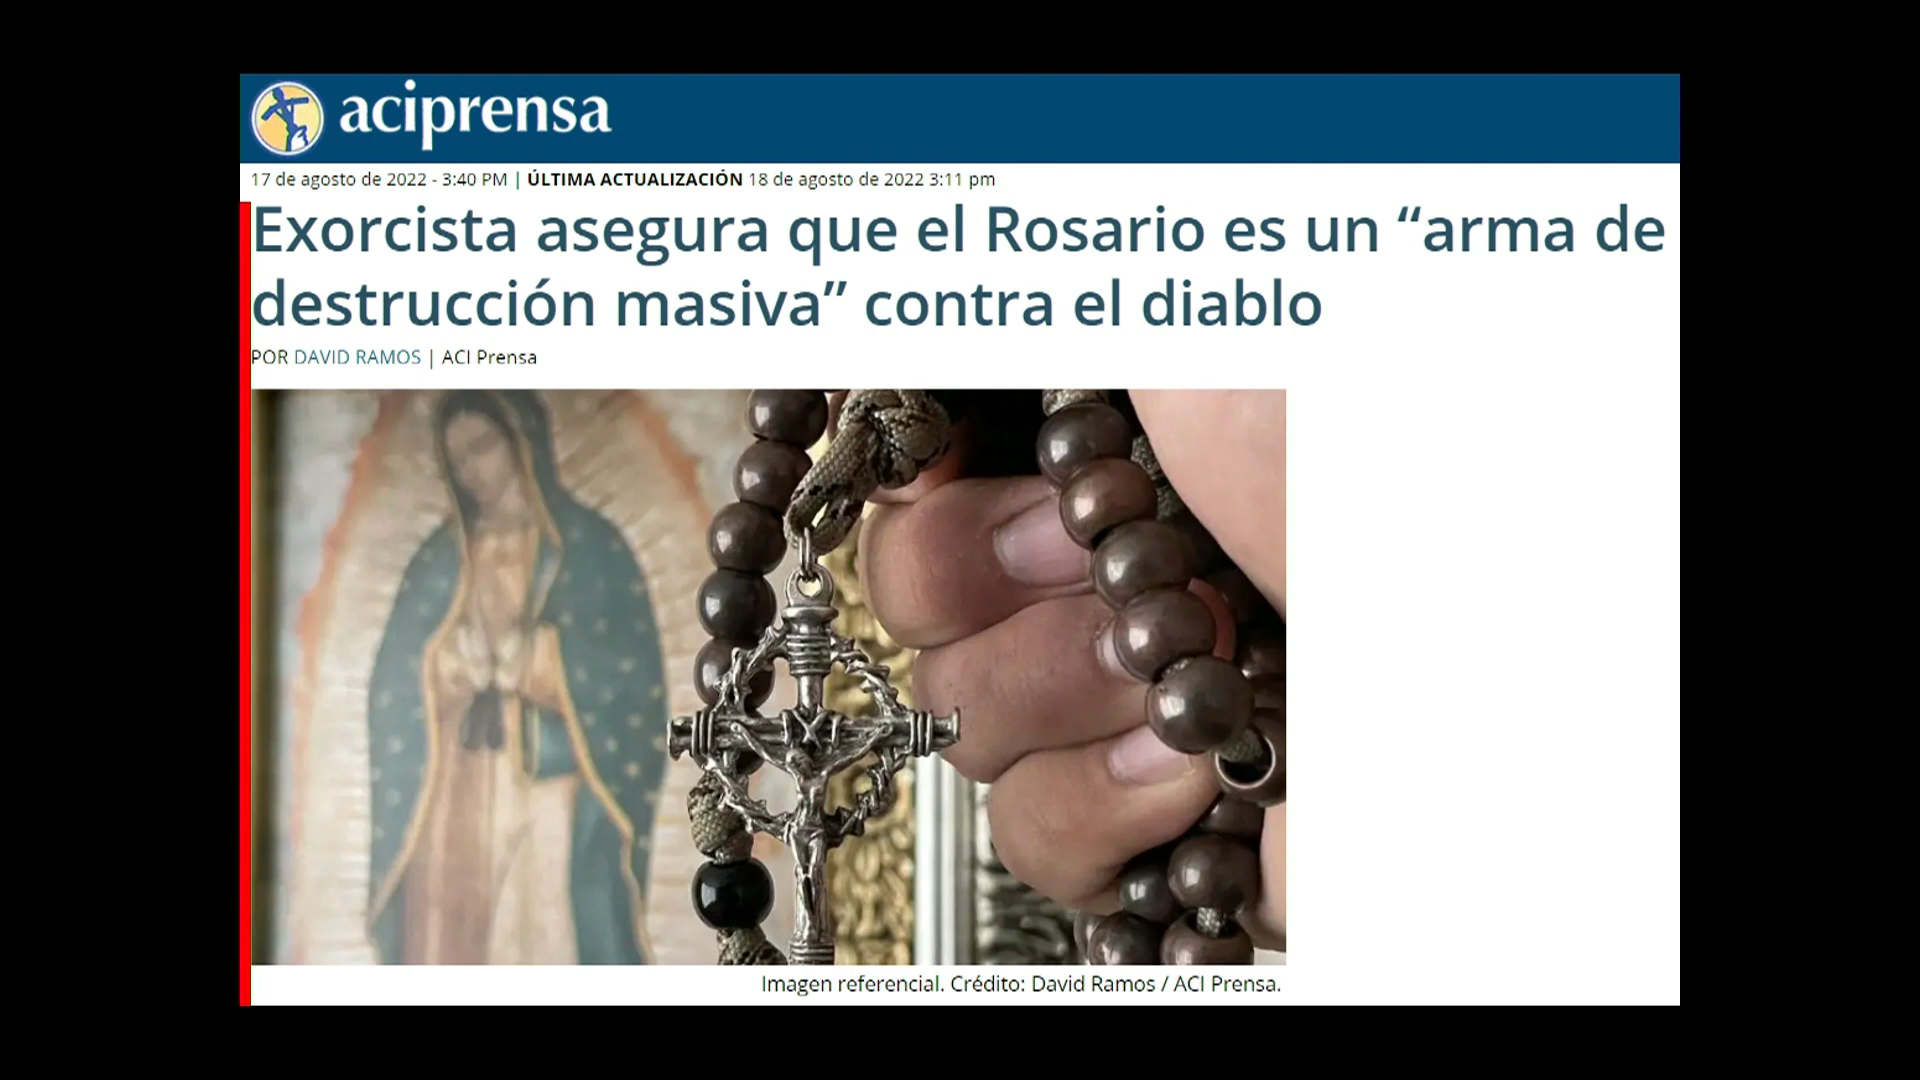 aciprensa
17 de agosto de 2022 - 3:40 PM | ÚLTIMA ACTUALIZACIÓN 18 de agosto de 2022 3:11 pm
Exorcista asegura que el Rosario es un “arma de
destrucción masiva” contra el diablo
POR DAVID RAMOS | ACI Prensa
Imagen referencial. Crédito: David Ramos / ACI Prensa.